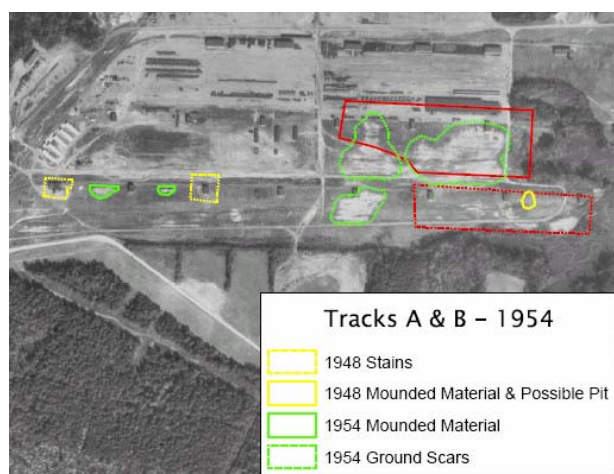 Tracks A & B - 1954
1948 Stains
1948 Mounded Material & Possible Pit
1954 Mounded Material
1954 Ground Scars